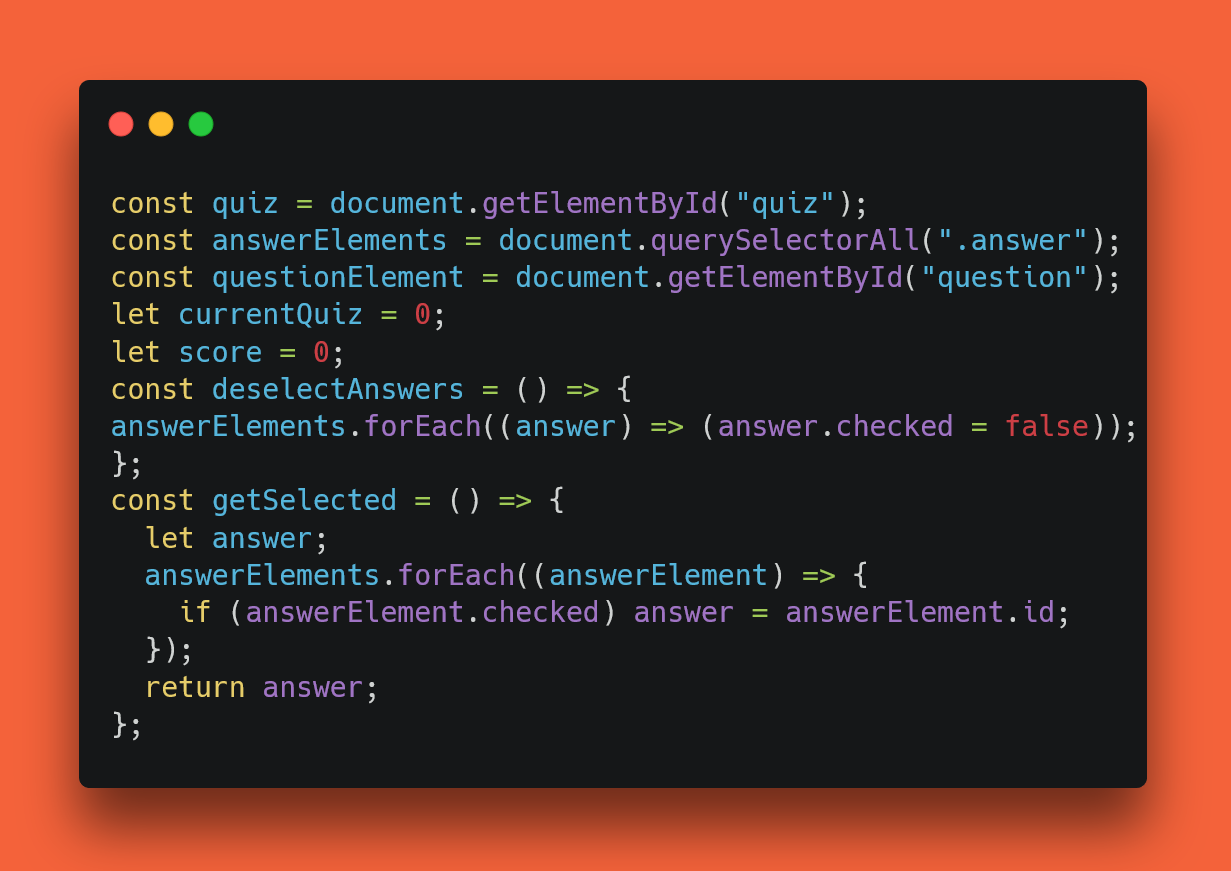 const quiz = document.getElementById("quiz");
const answerElements = document.querySelectorAll(".answer");
const questionElement = document.getElementById("question");
let currentQuiz = 0;
let score = 0;
const deselectAnswers = () => {
answerElements.forEach((answer) => (answer.checked = false));
};
const getSelected = () => {
  let answer;
  answerElements.forEach((answerElement) => {
    if (answerElement.checked) answer = answerElement.id;
  });
  return answer;
};